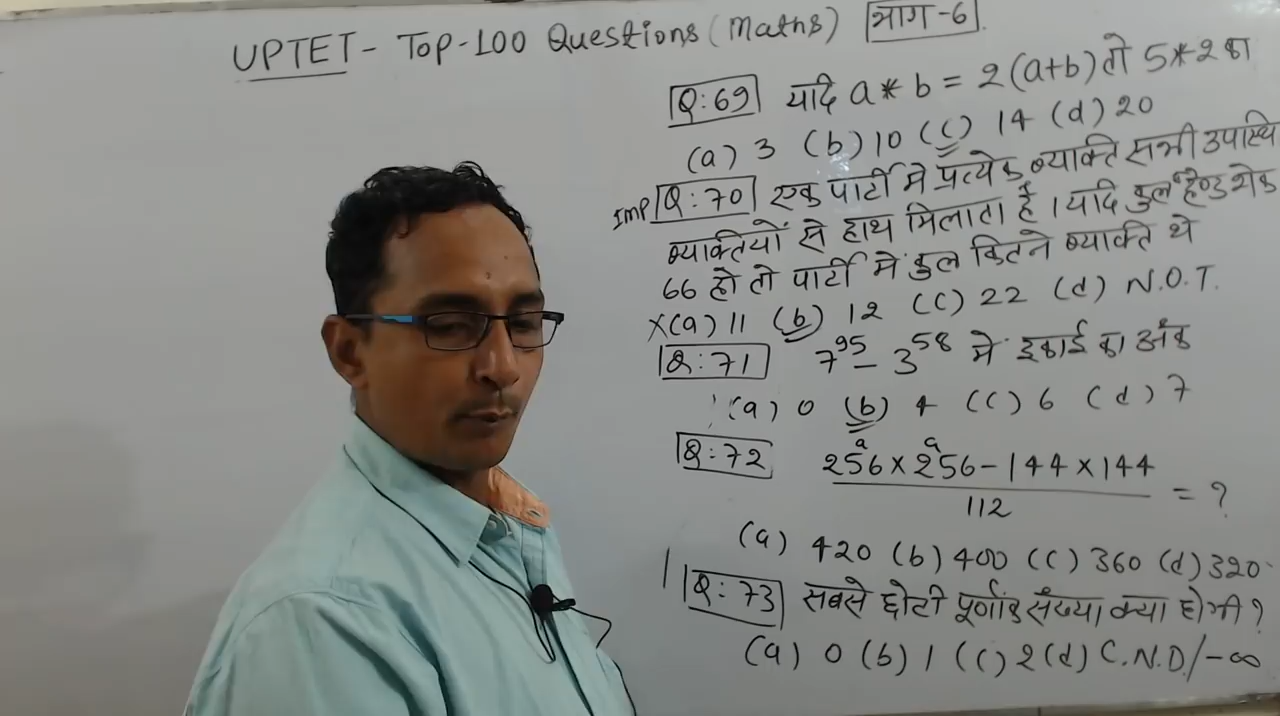 UPTET - Top-100 Questions (Maths) भाग-6
Q:69 यदि a * b = 2(a+b) तो 5*2 का
(a) 3 (b) 10 (c) 14 (d) 20
IMP Q:70 एक पार्टी मे प्रत्येक व्यक्ति सभी उपस्थि
व्यक्तियों से हाथ मिलाता है । यदि कुल हैण्डशेक
66 हो तो पार्टी में कुल कितने व्यक्ति थे
x(a) 11 (b) 12 (c) 22 (d) N.O.T.
Q:71 7^95 - 3^58 मे इकाई का अंक
(a) 0 (b) 4 (c) 6 (d) 7
a a
Q:72 256×256-144×144
112 = ?
(a) 420 (b) 400 (c) 360 (d) 320
Q:73 सबसे छोटी पूर्णांक संख्या क्या होगी ?
(a) 0 (b) 1 (c) 2 (d) C.N.D/-∞